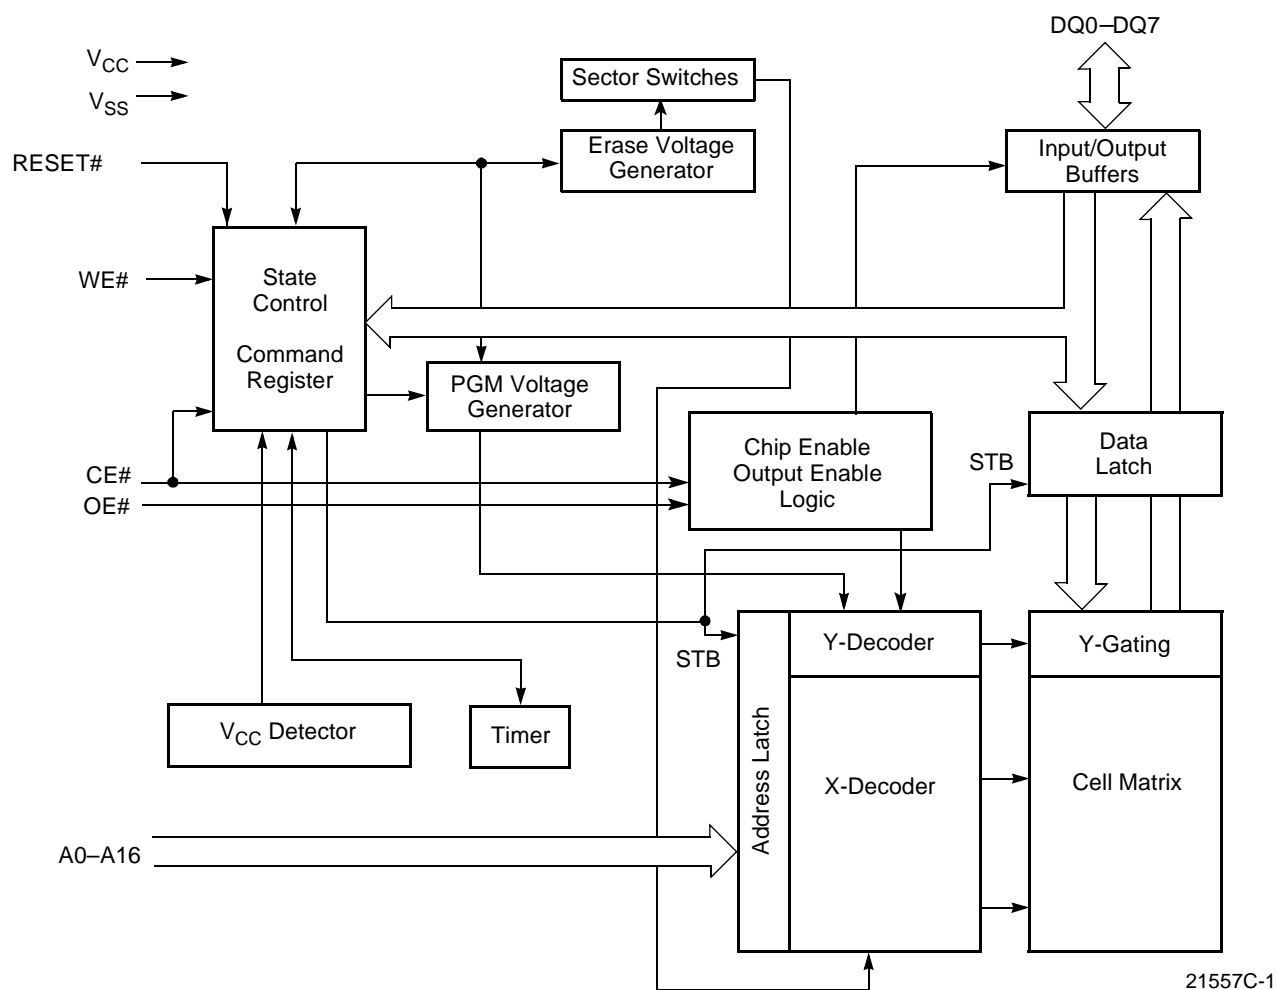 DQ0–DQ7
VCC
VSS
Sector Switches
RESET#
Erase Voltage
Generator
Input/Output
Buffers
WE#
State
Control
Command
Register
PGM Voltage
Generator
CE#
OE#
Chip Enable
Output Enable
Logic
STB
Data
Latch
STB
Y-Decoder
Y-Gating
VCC Detector
Timer
Address Latch
X-Decoder
Cell Matrix
A0–A16
21557C-1